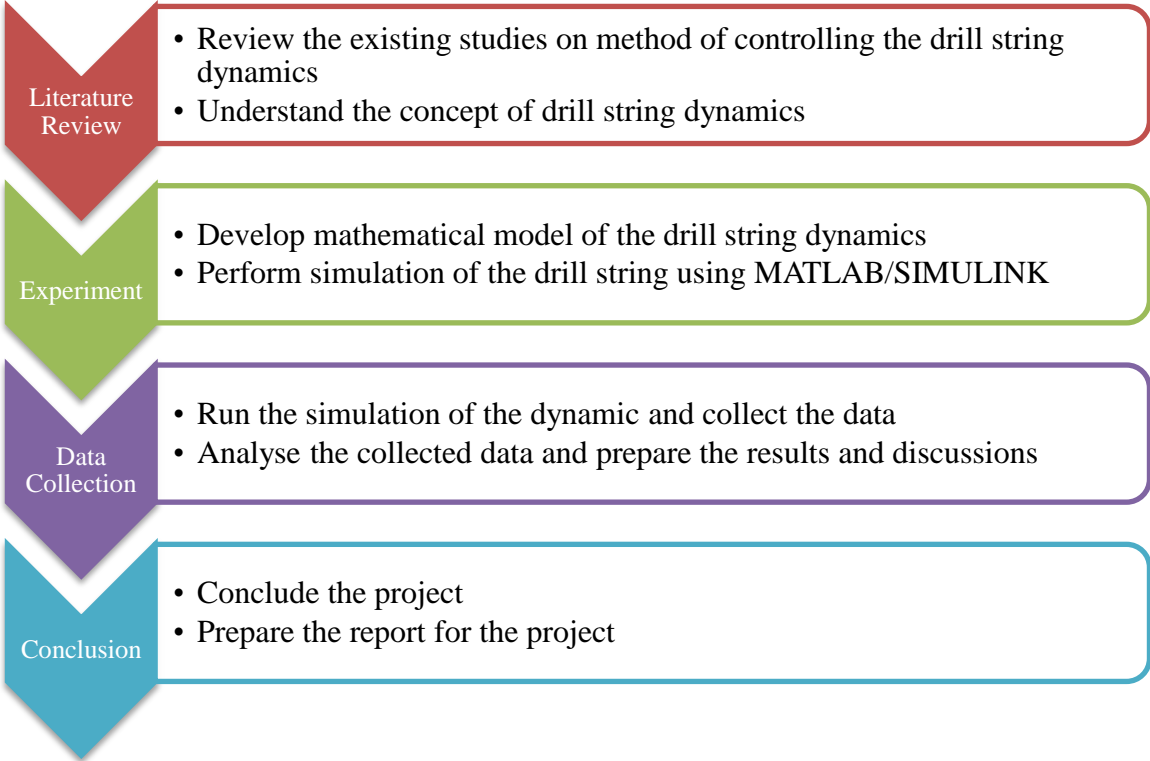 Literature
Review
• Review the existing studies on method of controlling the drill string
dynamics
• Understand the concept of drill string dynamics
Experiment
• Develop mathematical model of the drill string dynamics
• Perform simulation of the drill string using MATLAB/SIMULINK
Data
Collection
• Run the simulation of the dynamic and collect the data
• Analyse the collected data and prepare the results and discussions
Conclusion
• Conclude the project
• Prepare the report for the project